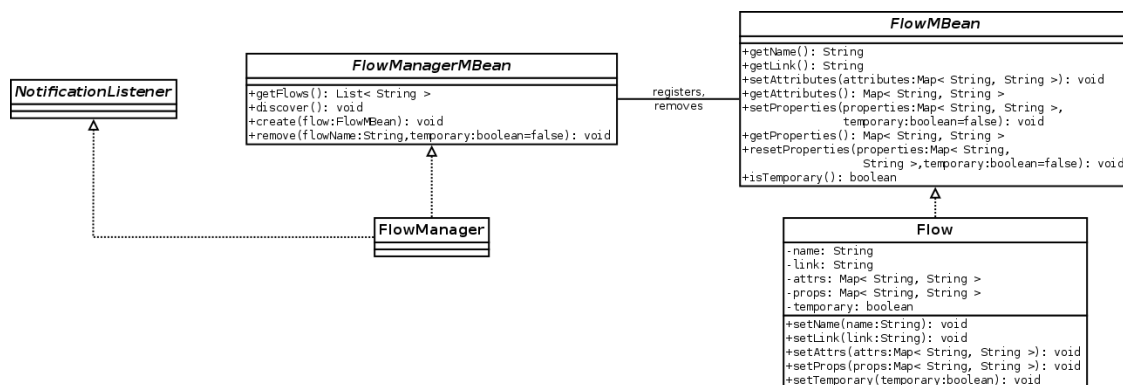 NotificationListener
FlowManagerMBean
+getFlows(): List< String >
+discover(): void
+create(flow:FlowMBean): void
+remove(flowName:String,temporary:boolean=false): void
registers,
removes
FlowMBean
+getName(): String
+getLink(): String
+setAttributes(attributes:Map< String, String >): void
+getAttributes(): Map< String, String >
+setProperties(properties:Map< String, String >,
temporary:boolean=false): void
+getProperties(): Map< String, String >
+resetProperties(properties:Map< String,
String >,temporary:boolean=false): void
+isTemporary(): boolean
FlowManager
Flow
-name: String
-link: String
-attrs: Map< String, String >
-props: Map< String, String >
-temporary: boolean
+setName(name:String): void
+setLink(link:String): void
+setAttrs(attrs:Map< String, String >): void
+setProps(props:Map< String, String >): void
+setTemporary(temporary:boolean): void